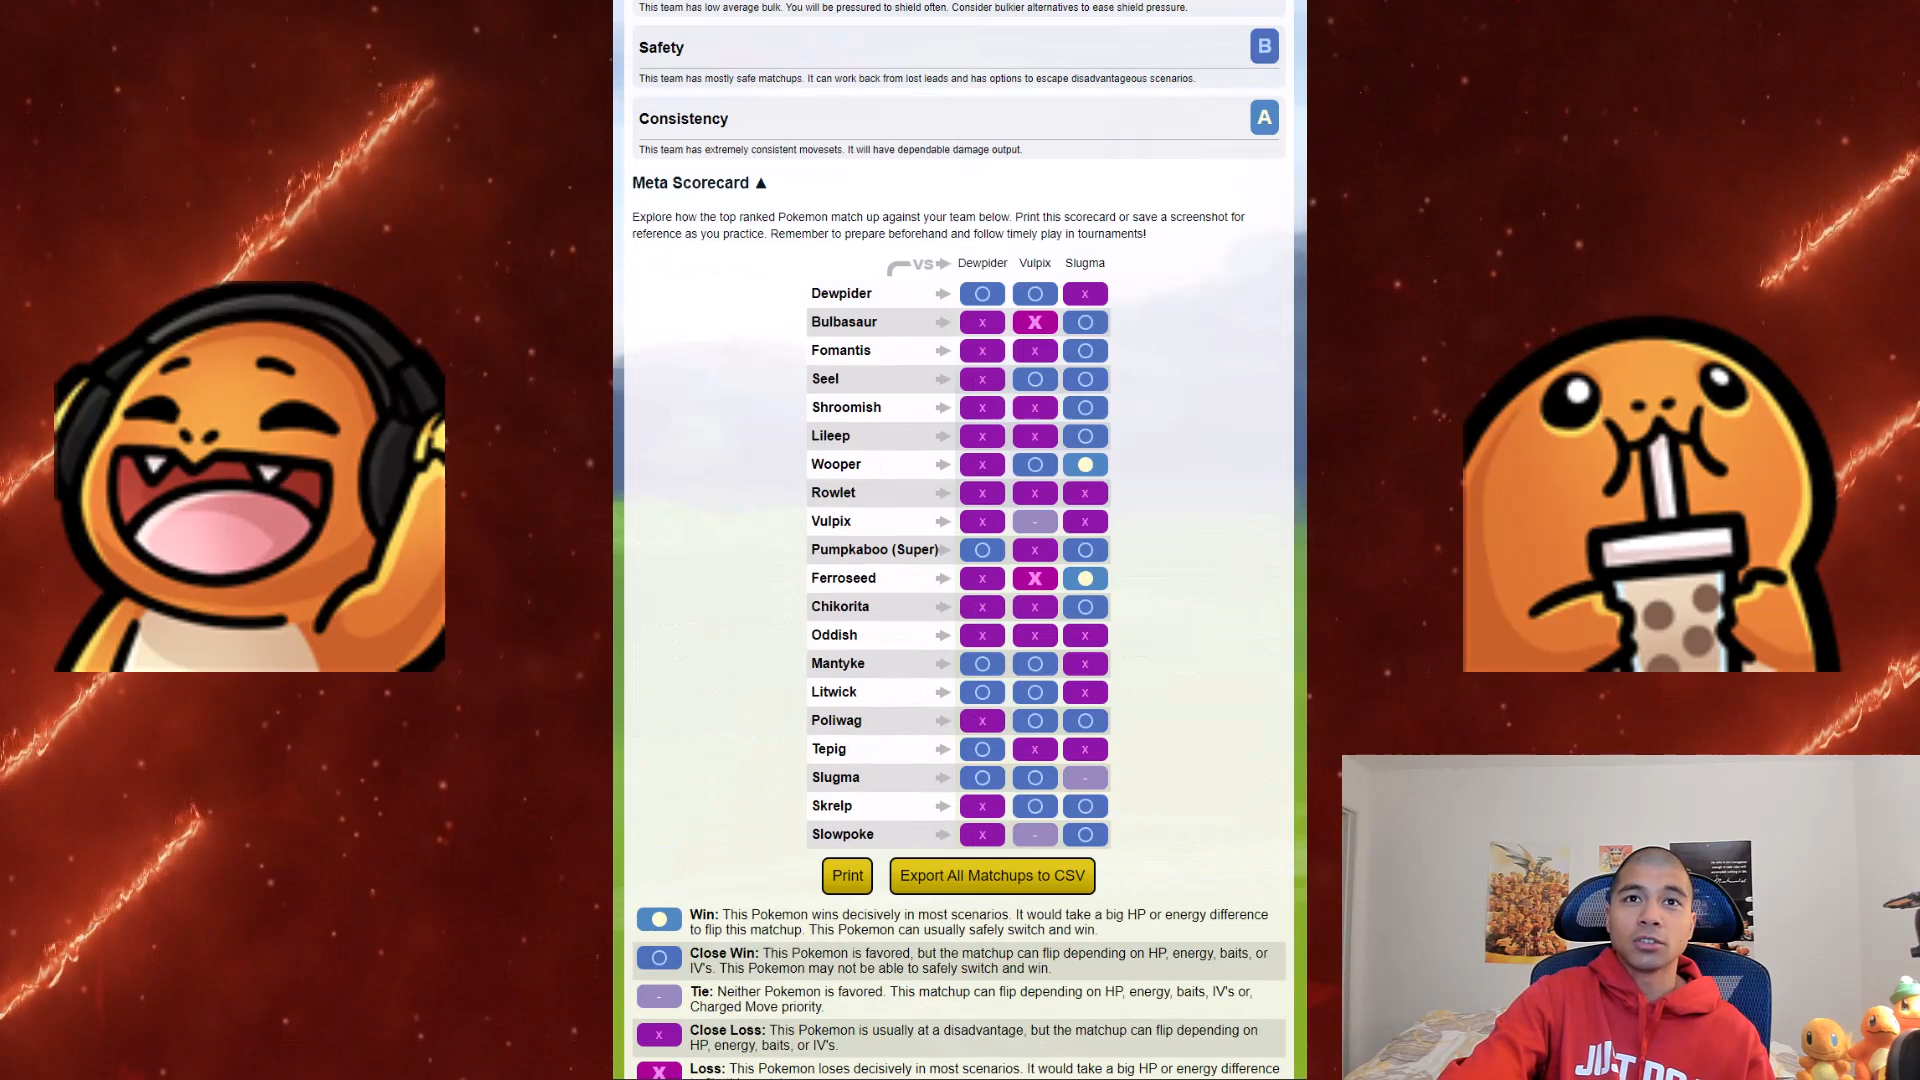 This team has low average bulk. You will be pressured to shield often. Consider bulkier alternatives to ease shield pressure.
Safety
B
This team has mostly safe matchups. It can work back from lost leads and has options to escape disadvantageous scenarios.
Consistency
A
This team has extremely consistent movesets. It will have dependable damage output.
Meta Scorecard ▲
Explore how the top ranked Pokemon match up against your team below. Print this scorecard or save a screenshot for
reference as you practice. Remember to prepare beforehand and follow timely play in tournaments!
VS Dewpider Vulpix Slugma
Dewpider x
Bulbasaur x X
Fomantis x x
Seel x
Shroomish x x
Lileep x x
Wooper x
Rowlet x x x
Vulpix x - x
Pumpkaboo (Super) x
Ferroseed x X
Chikorita x x
Oddish x x x
Mantyke x
Litwick x
Poliwag x
Tepig x x
Slugma -
Skrelp x
Slowpoke x -
Print
Export All Matchups to CSV
Win: This Pokemon wins decisively in most scenarios. It would take a big HP or energy difference
to flip this matchup. This Pokemon can usually safely switch and win.
Close Win: This Pokemon is favored, but the matchup can flip depending on HP, energy, baits, or
IV's. This Pokemon may not be able to safely switch and win.
- Tie: Neither Pokemon is favored. This matchup can flip depending on HP, energy, baits, IV's or,
Charged Move priority.
x Close Loss: This Pokemon is usually at a disadvantage, but the matchup can flip depending on
HP, energy, baits, or IV's.
X Loss: This Pokemon loses decisively in most scenarios. It would take a big HP or energy difference